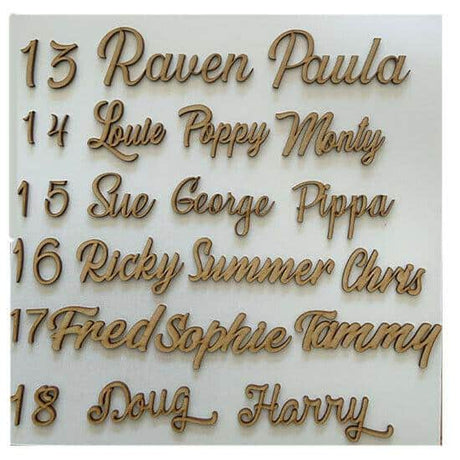 13 Raven Paula
14 Louie Poppy Monty
15 Sue George Pippa
16 Ricky Summer Chris
17 Fred Sophie Tammy
18 Doug Harry